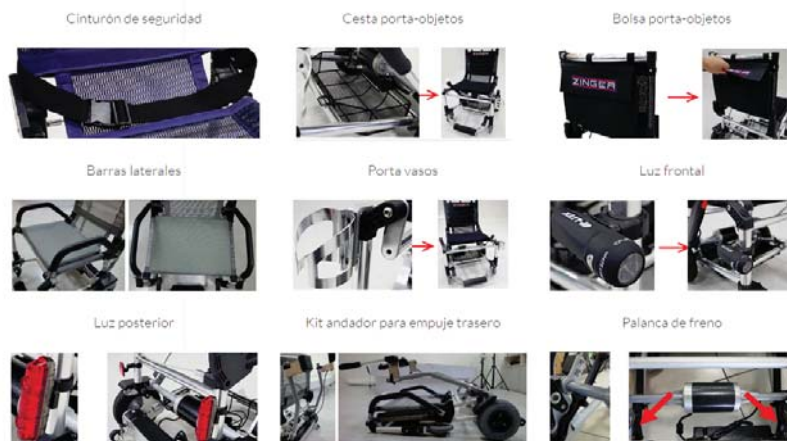 Cinturón de seguridad
Cesta porta-objetos
Bolsa porta-objetos
ZINGER
Barras laterales
Porta vasos
Luz frontal
Luz posterior
Kit andador para empuje trasero
Palanca de freno